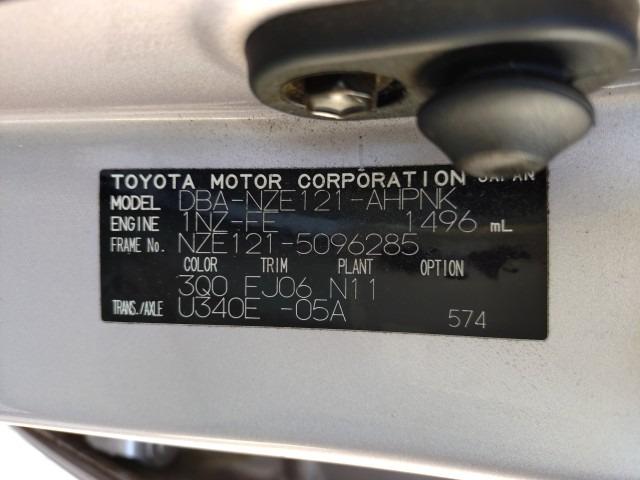 TOYOTA MOTOR CORPORATION JAPAN
MODEL DBA-NZE121-AHPNK
ENGINE 1NZ-FE 1496 mL
FRAME No. NZE121-5096285
COLOR TRIM PLANT OPTION
3Q0 FJ06 N11
TRANS./AXLE U340E -05A 574